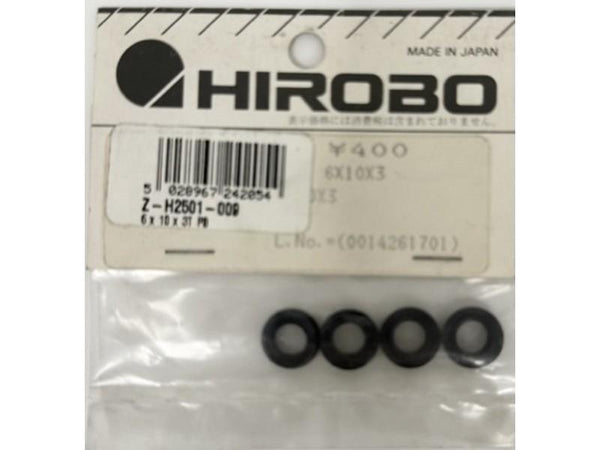 MADE IN JAPAN
HIROBO
表示価格には消費税は含まれておりません。
¥400
6X10X3
0X3
L.No.=(0014261701)
5 028967 242054
Z-H2501-009
6 x 10 x 3T PB